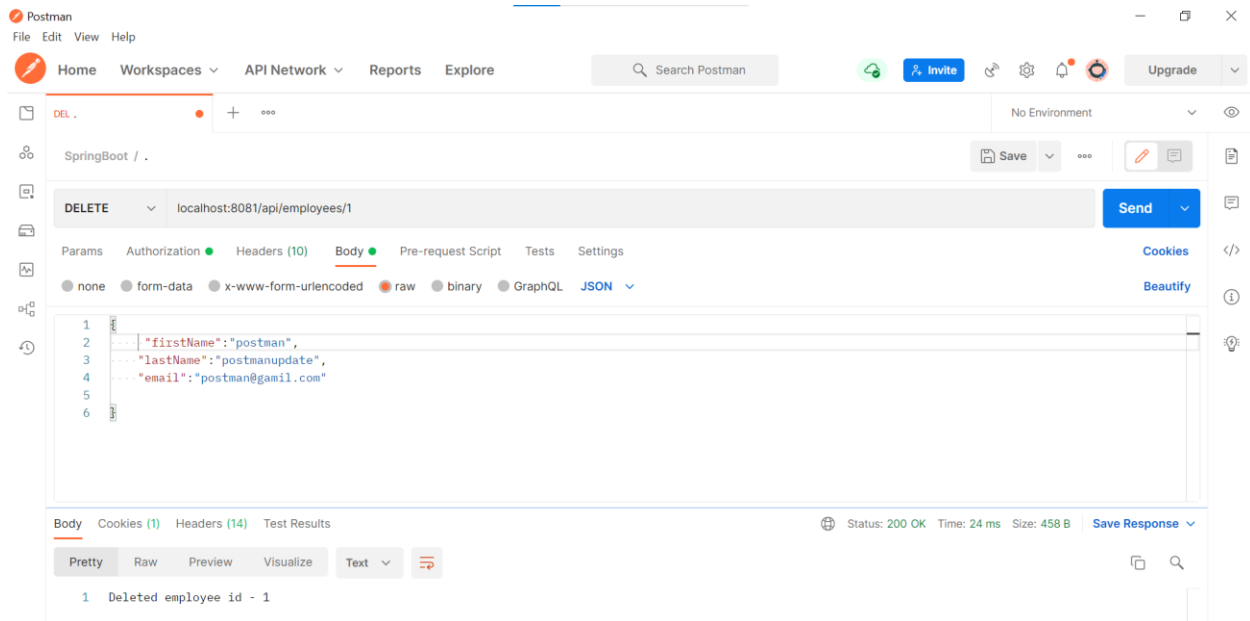 Postman
File Edit View Help
Home Workspaces API Network Reports Explore Search Postman Invite Upgrade
DEL . No Environment
SpringBoot / . Save
DELETE localhost:8081/api/employees/1 Send
Params Authorization Headers (10) Body Pre-request Script Tests Settings Cookies
none form-data x-www-form-urlencoded raw binary GraphQL JSON Beautify
1 {
2 "firstName":"postman",
3 "lastName":"postmanupdate",
4 "email":"postman@gamil.com"
5
6 }
Body Cookies (1) Headers (14) Test Results Status: 200 OK Time: 24 ms Size: 458 B Save Response
Pretty Raw Preview Visualize Text
1 Deleted employee id - 1